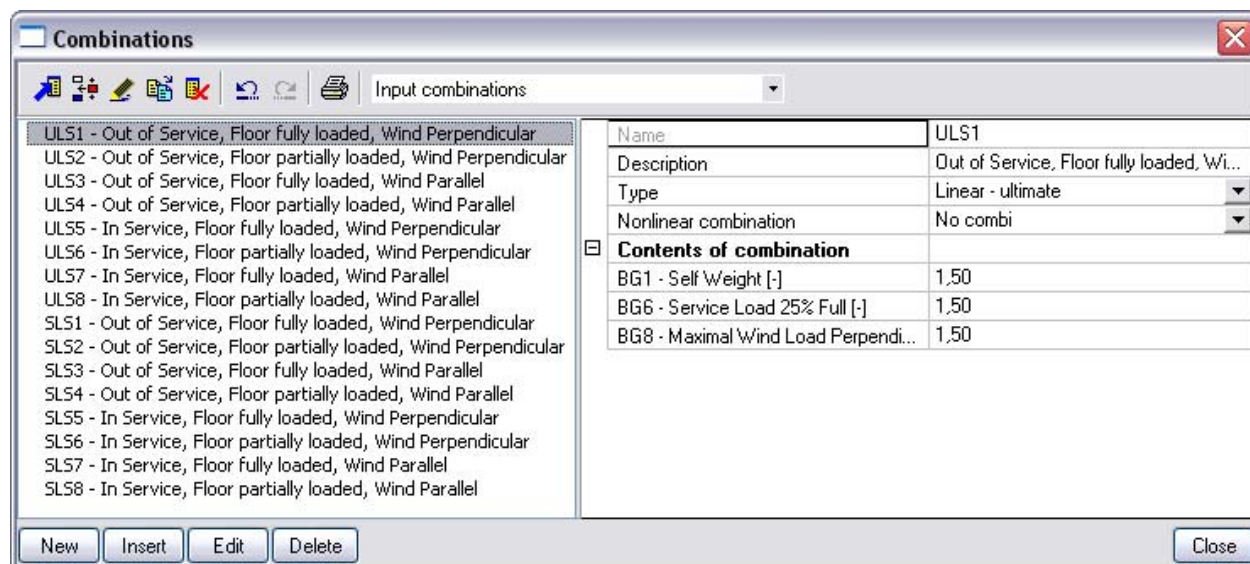 Combinations
Input combinations
ULS1 - Out of Service, Floor fully loaded, Wind Perpendicular
ULS2 - Out of Service, Floor partially loaded, Wind Perpendicular
ULS3 - Out of Service, Floor fully loaded, Wind Parallel
ULS4 - Out of Service, Floor partially loaded, Wind Parallel
ULS5 - In Service, Floor fully loaded, Wind Perpendicular
ULS6 - In Service, Floor partially loaded, Wind Perpendicular
ULS7 - In Service, Floor fully loaded, Wind Parallel
ULS8 - In Service, Floor partially loaded, Wind Parallel
SLS1 - Out of Service, Floor fully loaded, Wind Perpendicular
SLS2 - Out of Service, Floor partially loaded, Wind Perpendicular
SLS3 - Out of Service, Floor fully loaded, Wind Parallel
SLS4 - Out of Service, Floor partially loaded, Wind Parallel
SLS5 - In Service, Floor fully loaded, Wind Perpendicular
SLS6 - In Service, Floor partially loaded, Wind Perpendicular
SLS7 - In Service, Floor fully loaded, Wind Parallel
SLS8 - In Service, Floor partially loaded, Wind Parallel
Name ULS1
Description Out of Service, Floor fully loaded, Wi...
Type Linear - ultimate
Nonlinear combination No combi
Contents of combination
BG1 - Self Weight [-] 1,50
BG6 - Service Load 25% Full [-] 1,50
BG8 - Maximal Wind Load Perpendi... 1,50
New Insert Edit Delete Close